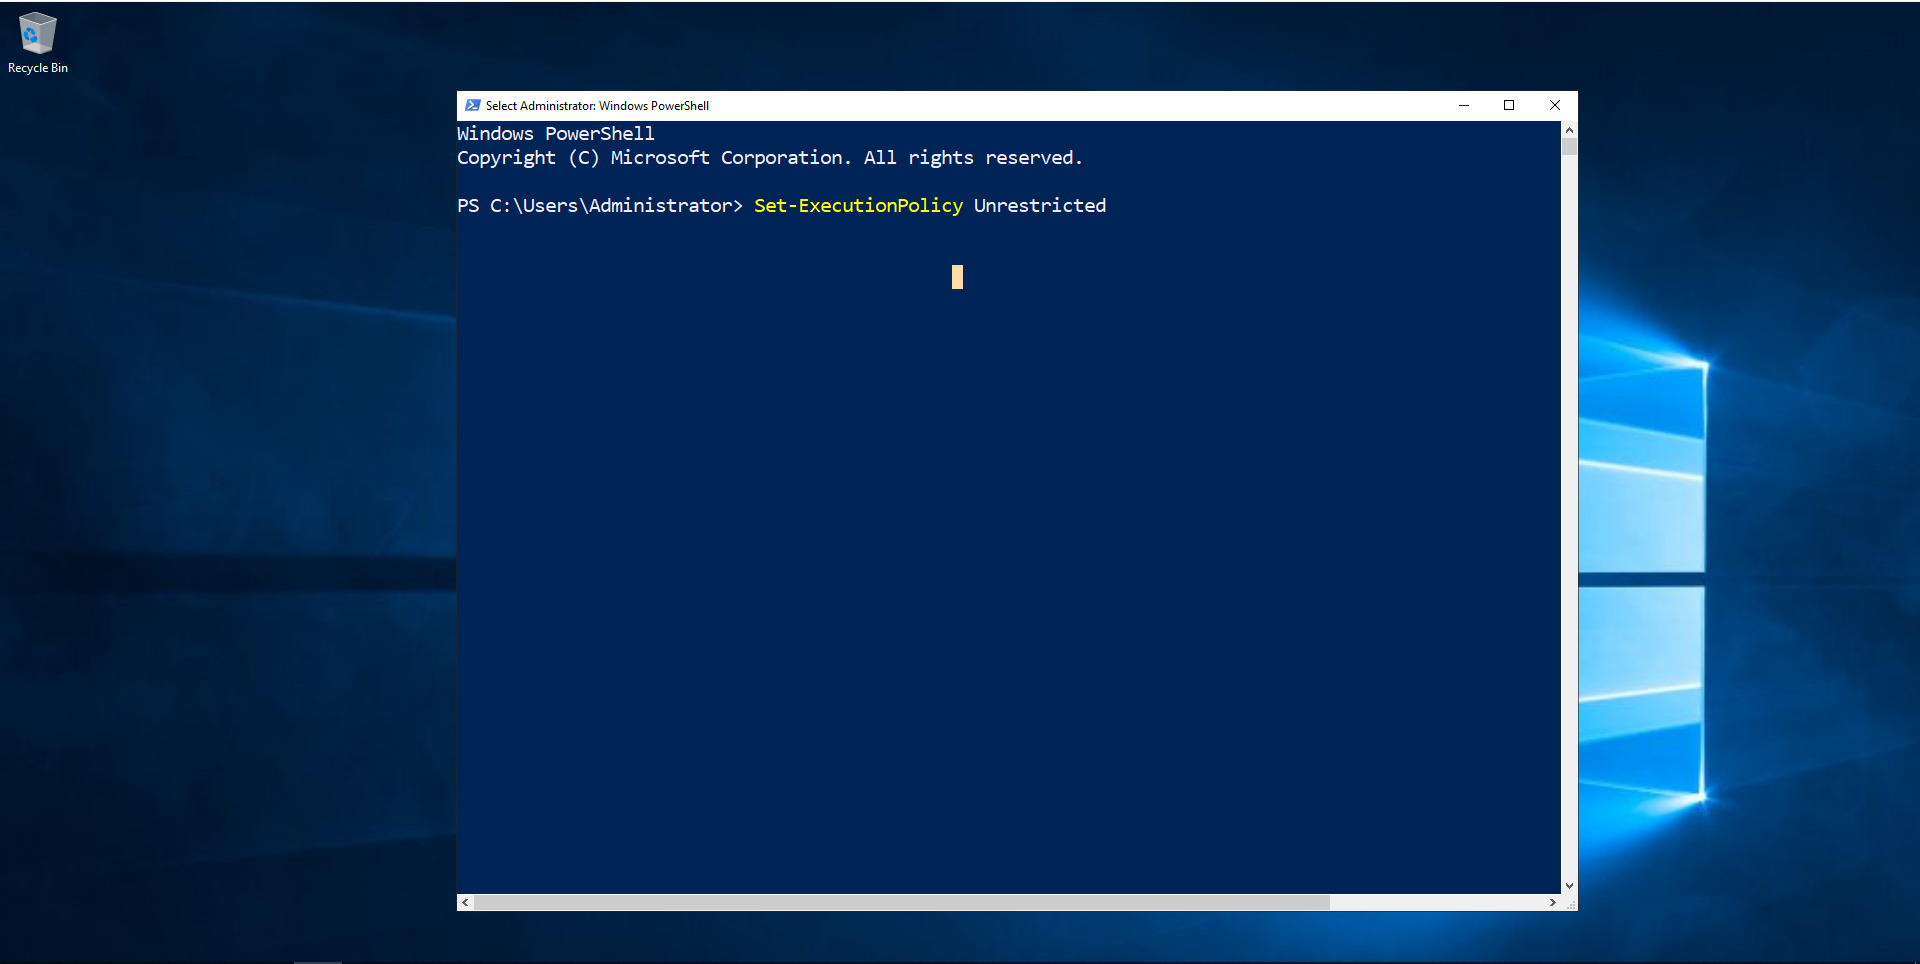 Recycle Bin
Select Administrator: Windows PowerShell
Windows PowerShell
Copyright (C) Microsoft Corporation. All rights reserved.
PS C:\Users\Administrator> Set-ExecutionPolicy Unrestricted